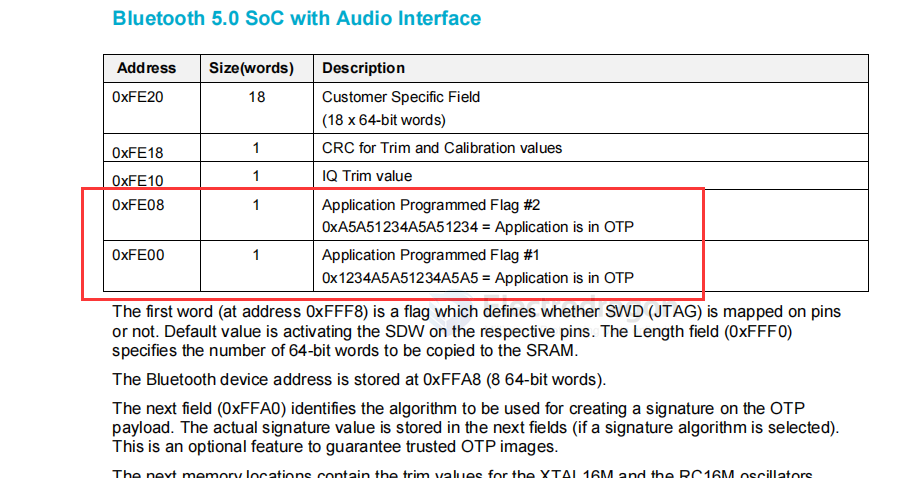 Bluetooth 5.0 SoC with Audio Interface
Address Size(words) Description
0xFE20 18 Customer Specific Field
(18 x 64-bit words)
0xFE18 1 CRC for Trim and Calibration values
0xFE10 1 IQ Trim value
0xFE08 1 Application Programmed Flag #2
0xA5A51234A5A51234 = Application is in OTP
0xFE00 1 Application Programmed Flag #1
0x1234A5A51234A5A5 = Application is in OTP
The first word (at address 0xFFF8) is a flag which defines whether SWD (JTAG) is mapped on pins
or not. Default value is activating the SDW on the respective pins. The Length field (0xFFF0)
specifies the number of 64-bit words to be copied to the SRAM.
The Bluetooth device address is stored at 0xFFA8 (8 64-bit words).
The next field (0xFFA0) identifies the algorithm to be used for creating a signature on the OTP
payload. The actual signature value is stored in the next fields (if a signature algorithm is selected).
This is an optional feature to guarantee trusted OTP images.
The next memory locations contain the trim values for the XTAL16M and the RC16M oscillators